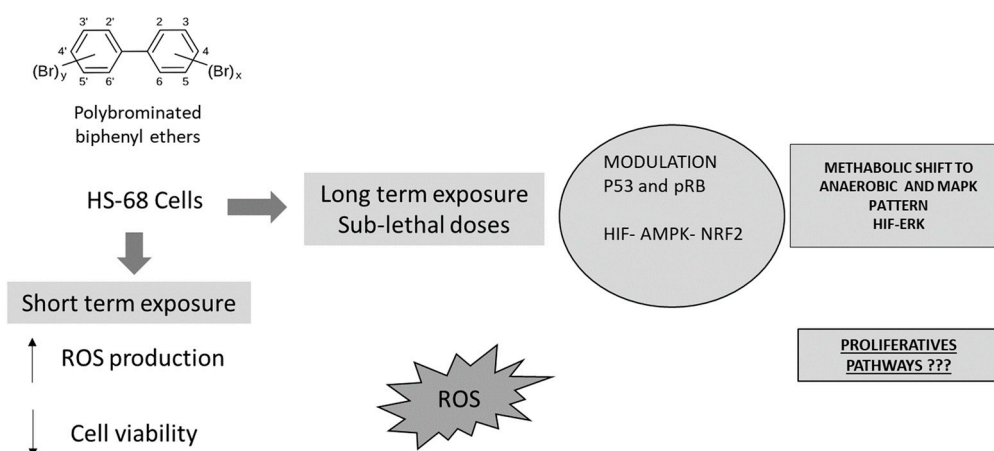 3' 2' 2 3
4' 4
(Br)y 5' 6' 6 5 (Br)x
Polybrominated
biphenyl ethers
HS-68 Cells
Short term exposure
ROS production
Cell viability
Long term exposure
Sub-lethal doses
ROS
MODULATION
P53 and pRB
HIF- AMPK- NRF2
METHABOLIC SHIFT TO
ANAEROBIC AND MAPK
PATTERN
HIF-ERK
PROLIFERATIVES
PATHWAYS ???